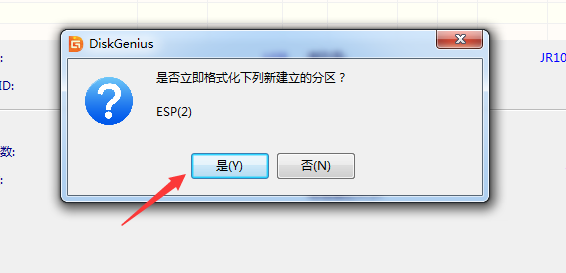 DiskGenius
是否立即格式化下列新建立的分区？
ESP(2)
是(Y)
否(N)
JR10
ID:
数: